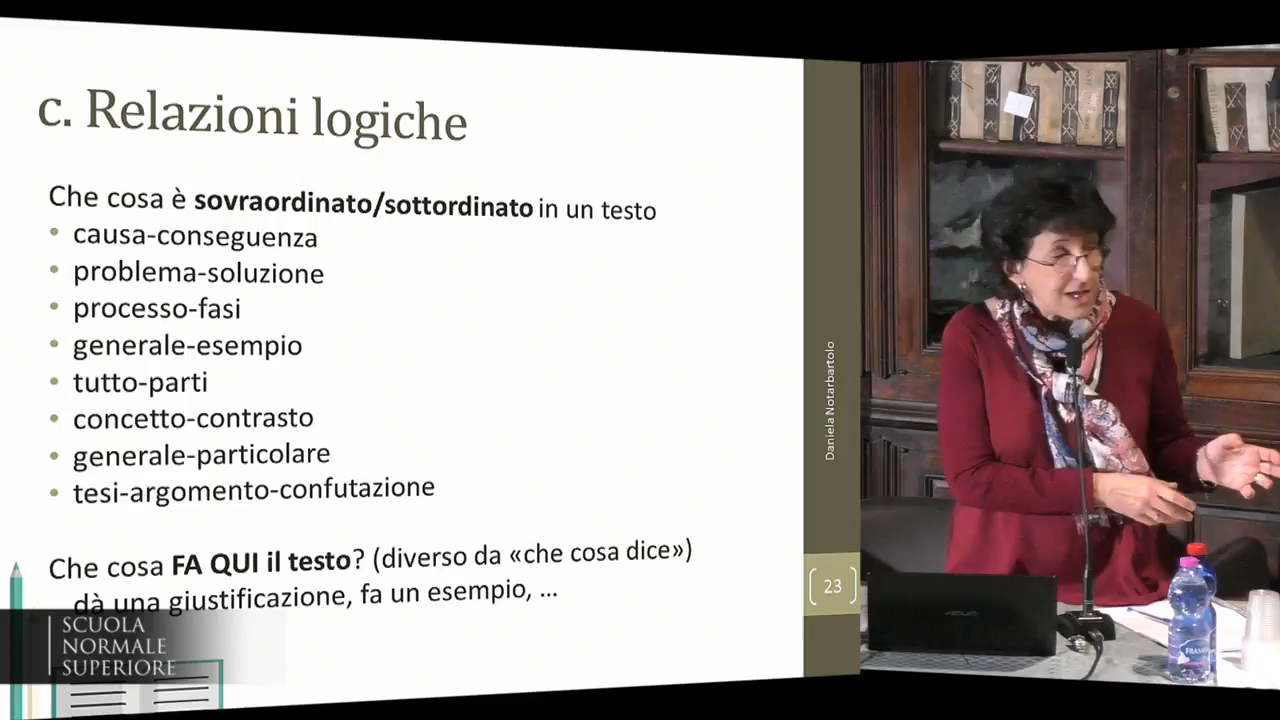 c. Relazioni logiche
Che cosa è sovraordinato/sottordinato in un testo
• causa-conseguenza
• problema-soluzione
• processo-fasi
• generale-esempio
• tutto-parti
• concetto-contrasto
• generale-particolare
• tesi-argomento-confutazione
Che cosa FA QUI il testo? (diverso da «che cosa dice»)
dà una giustificazione, fa un esempio, ...
Daniela Notarbartolo
23
SCUOLA
NORMALE
SUPERIORE
ASUS